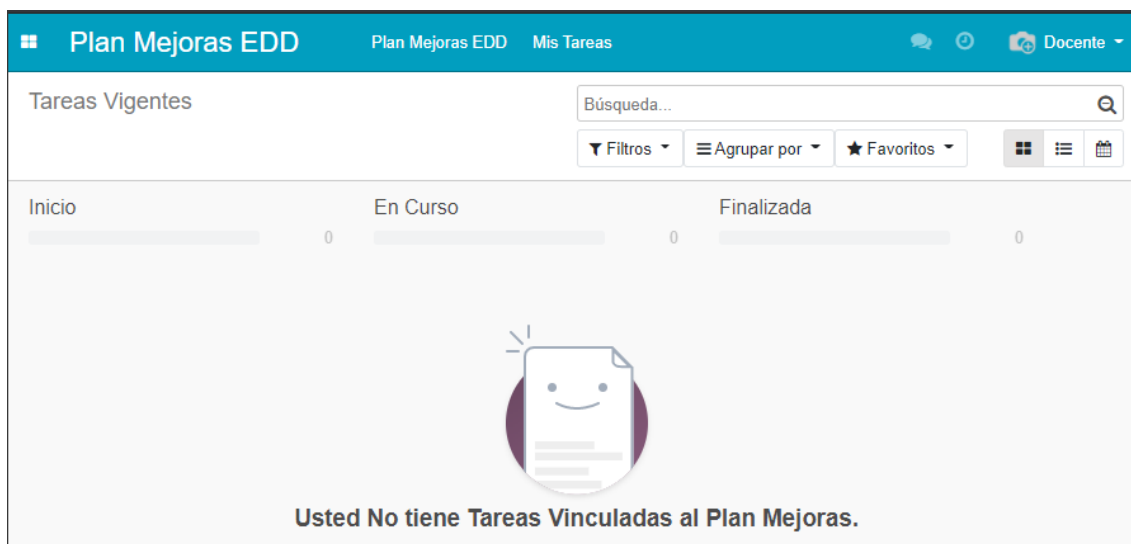 Plan Mejoras EDD Plan Mejoras EDD Mis Tareas Docente
Tareas Vigentes
Búsqueda...
Filtros Agrupar por Favoritos
Inicio En Curso Finalizada
0 0 0
Usted No tiene Tareas Vinculadas al Plan Mejoras.